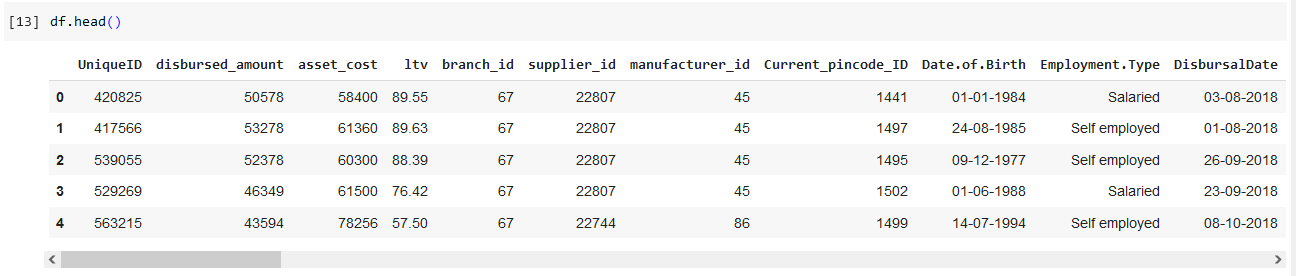 [13] df.head()
UniqueID disbursed_amount asset_cost ltv branch_id supplier_id manufacturer_id Current_pincode_ID Date.of.Birth Employment.Type DisbursalDate
0 420825 50578 58400 89.55 67 22807 45 1441 01-01-1984 Salaried 03-08-2018
1 417566 53278 61360 89.63 67 22807 45 1497 24-08-1985 Self employed 01-08-2018
2 539055 52378 60300 88.39 67 22807 45 1495 09-12-1977 Self employed 26-09-2018
3 529269 46349 61500 76.42 67 22807 45 1502 01-06-1988 Salaried 23-09-2018
4 563215 43594 78256 57.50 67 22744 86 1499 14-07-1994 Self employed 08-10-2018